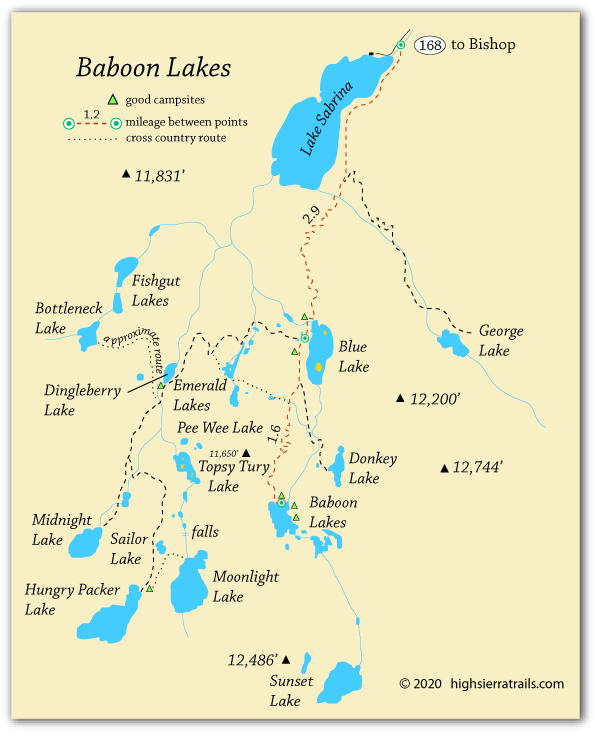 168 to Bishop
Baboon Lakes
good campsites
1.2
mileage between points
cross country route
Lake Sabrina
11,831'
2.9
Fishgut
Lakes
Bottleneck
Lake
approximate route
George
Lake
Blue
Lake
Dingleberry
Lake
Emerald
Lakes
12,200'
Pee Wee Lake
1.6
11,650'
Topsy Tury
Lake
Donkey
Lake
12,744'
Baboon
Lakes
Midnight
Lake
Sailor
Lake
falls
Hungry Packer
Lake
Moonlight
Lake
12,486'
Sunset
Lake
© 2020 highsierratrails.com